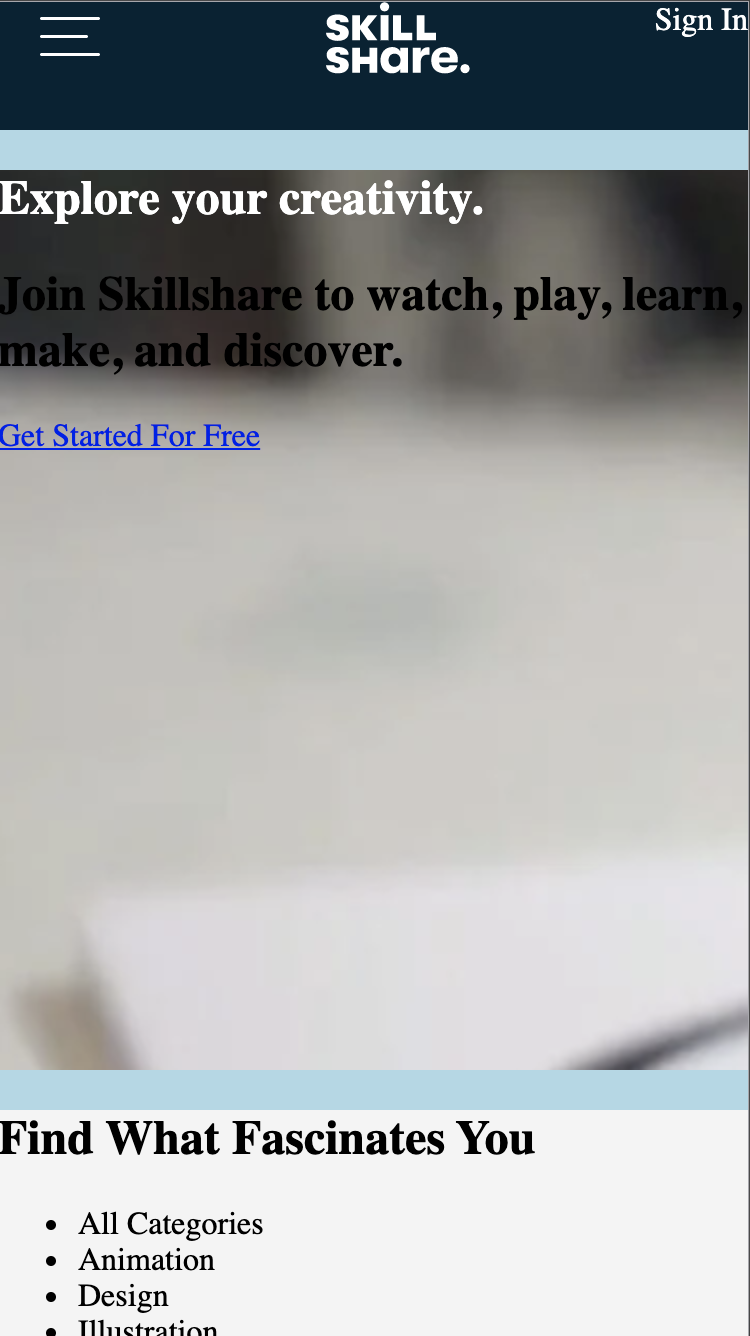 SKILL
SHare.
Sign In
Explore your creativity.
Join Skillshare to watch, play, learn,
make, and discover.
Get Started For Free
Find What Fascinates You
All Categories
Animation
Design
Illustration